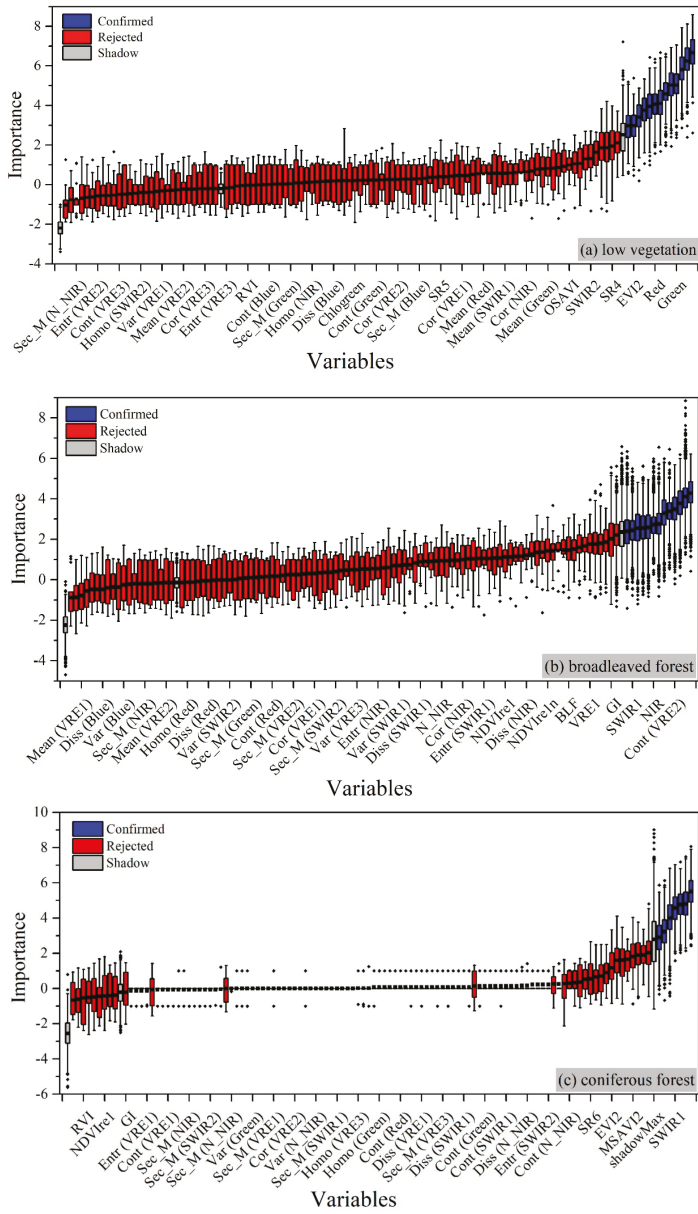 8
6
4
2
0
-2
-4
Importance
Confirmed
Rejected
Shadow
(a) low vegetation
Sec_M (N_NIR)
Entr (VRE2)
Cont (VRE3)
Homo (SWIR2)
Var (VRE1)
Mean (VRE2)
Cor (VRE3)
Entr (VRE3)
RVI
Cont (Blue)
Sec_M (Green)
Homo (NIR)
Diss (Blue)
Chlogreen
Cont (Green)
Cor (VRE2)
Sec_M (Blue)
SR5
Cor (VRE1)
Mean (Red)
Mean (SWIR1)
Cor (NIR)
Mean (Green)
OSAVI
SWIR2
SR4
EVI2
Red
Green
Variables
8
6
4
2
0
-2
-4
Importance
Confirmed
Rejected
Shadow
(b) broadleaved forest
Mean (VRE1)
Diss (Blue)
Var (Blue)
Sec_M (NIR)
Mean (VRE2)
Homo (Red)
Diss (Red)
Var (SWIR2)
Sec_M (Green)
Cont (Red)
Sec_M (VRE2)
Cor (VRE1)
Sec_M (SWIR2)
Var (VRE3)
Entr (NIR)
Var (SWIR1)
Diss (SWIR1)
N_NIR
Cor (NIR)
Entr (SWIR1)
NDVIre1
Diss (NIR)
NDVIre1n
BLF
VRE1
GI
SWIR1
NIR
Cont (VRE2)
Variables
10
8
6
4
2
0
-2
-4
-6
Importance
Confirmed
Rejected
Shadow
(c) coniferous forest
RVI
NDVIre1
GI
Entr (VRE1)
Cont (VRE1)
Sec_M (NIR)
Sec_M (SWIR2)
Sec_M (N_NIR)
Var (Green)
Sec_M (VRE1)
Cor (VRE2)
Var (N_NIR)
Sec_M (SWIR1)
Homo (VRE3)
Homo (Green)
Cont (Red)
Diss (VRE1)
Sec_M (VRE3)
Diss (SWIR1)
Cont (Green)
Cont (SWIR1)
Diss (N_NIR)
Entr (SWIR2)
Cont (N_NIR)
SR6
EVI2
MSAVI2
shadowMax
SWIR1
Variables